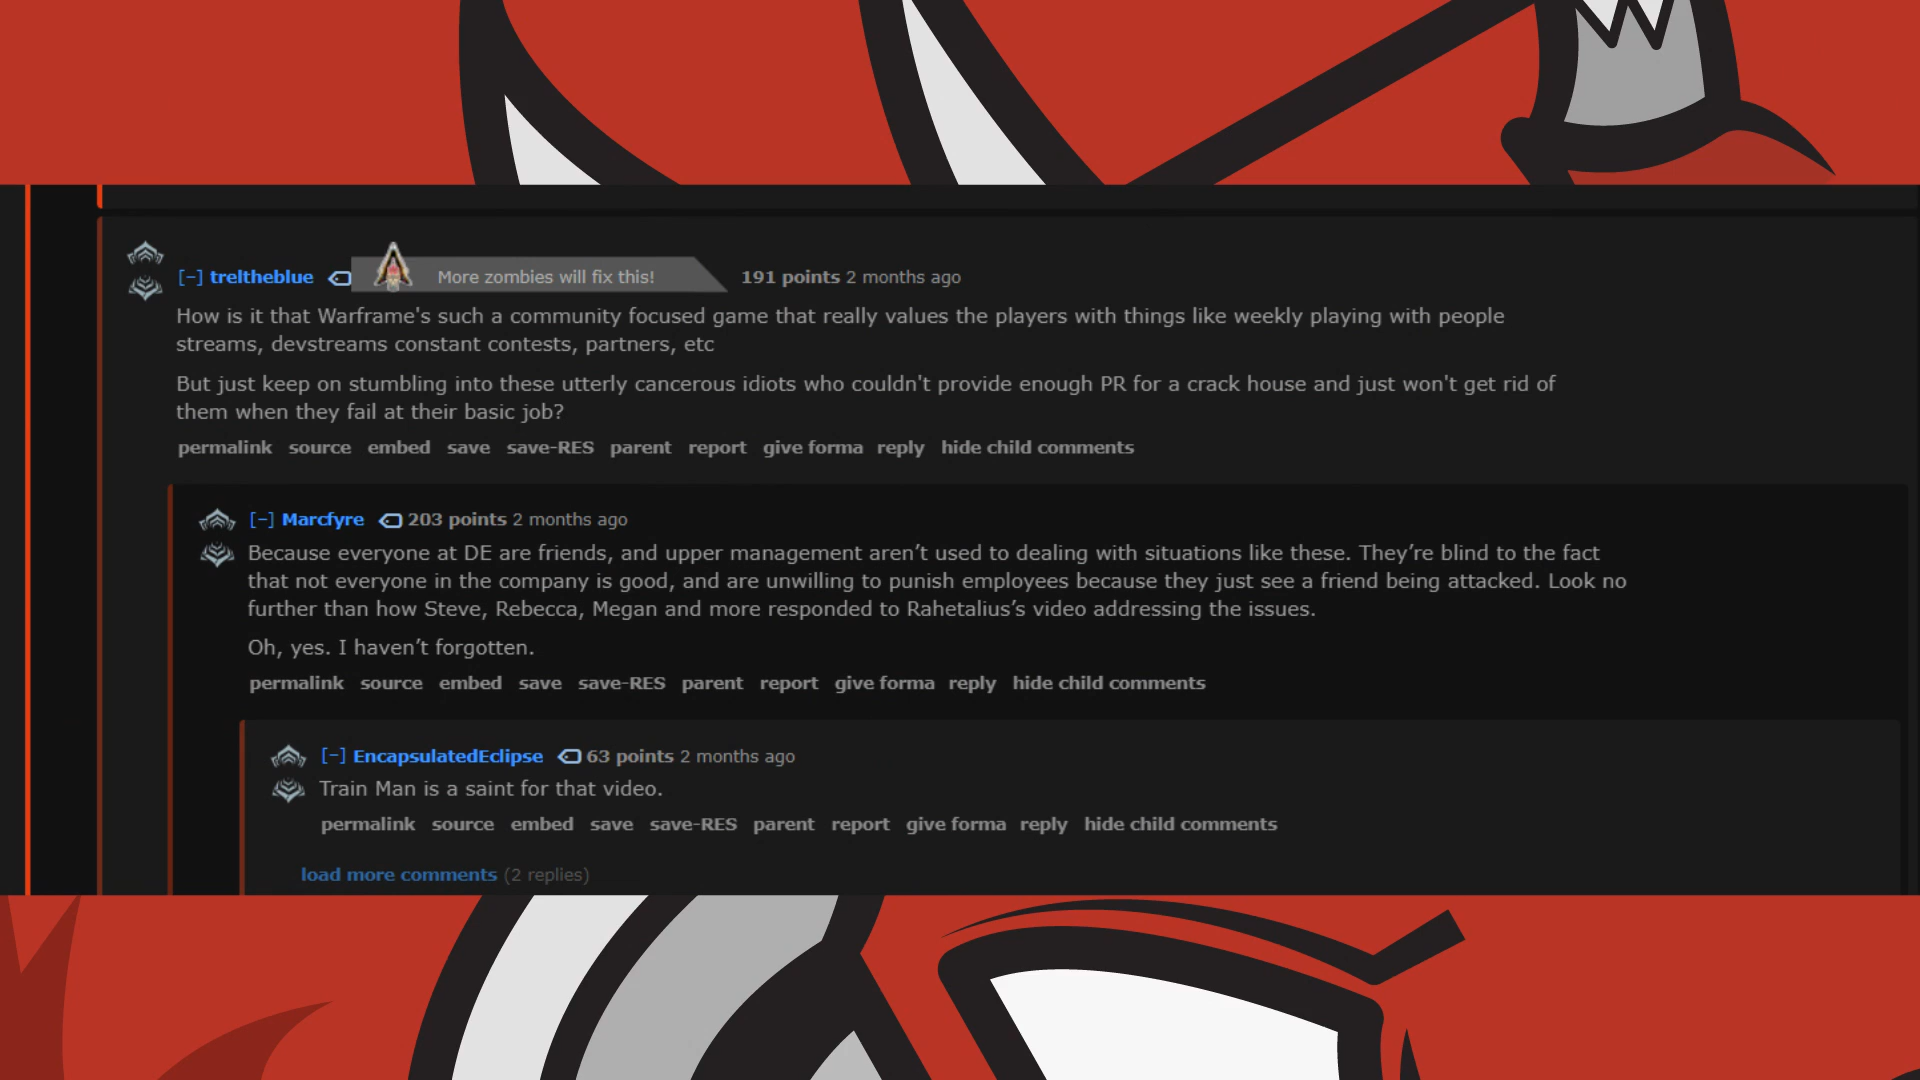 [-] treltheblue More zombies will fix this! 191 points 2 months ago
How is it that Warframe's such a community focused game that really values the players with things like weekly playing with people
streams, devstreams constant contests, partners, etc
But just keep on stumbling into these utterly cancerous idiots who couldn't provide enough PR for a crack house and just won't get rid of
them when they fail at their basic job?
permalink source embed save save-RES parent report give forma reply hide child comments
[-] Marcfyre 203 points 2 months ago
Because everyone at DE are friends, and upper management aren’t used to dealing with situations like these. They’re blind to the fact
that not everyone in the company is good, and are unwilling to punish employees because they just see a friend being attacked. Look no
further than how Steve, Rebecca, Megan and more responded to Rahetalius’s video addressing the issues.
Oh, yes. I haven’t forgotten.
permalink source embed save save-RES parent report give forma reply hide child comments
[-] EncapsulatedEclipse 63 points 2 months ago
Train Man is a saint for that video.
permalink source embed save save-RES parent report give forma reply hide child comments
load more comments (2 replies)